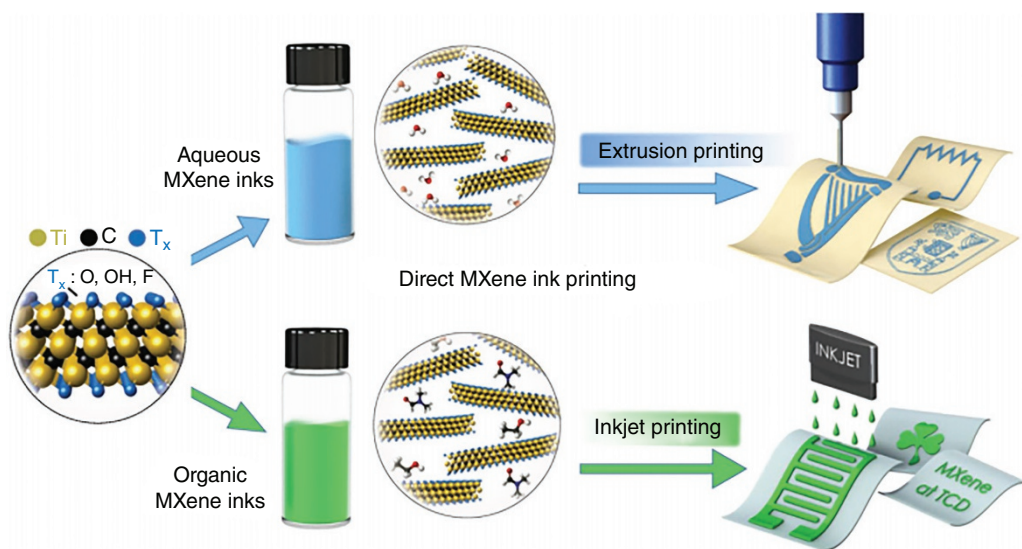 Aqueous
MXene inks
Extrusion printing
Ti C Tₓ
Tₓ : O, OH, F
Direct MXene ink printing
INKJET
Organic
MXene inks
Inkjet printing
MXene
at TCD